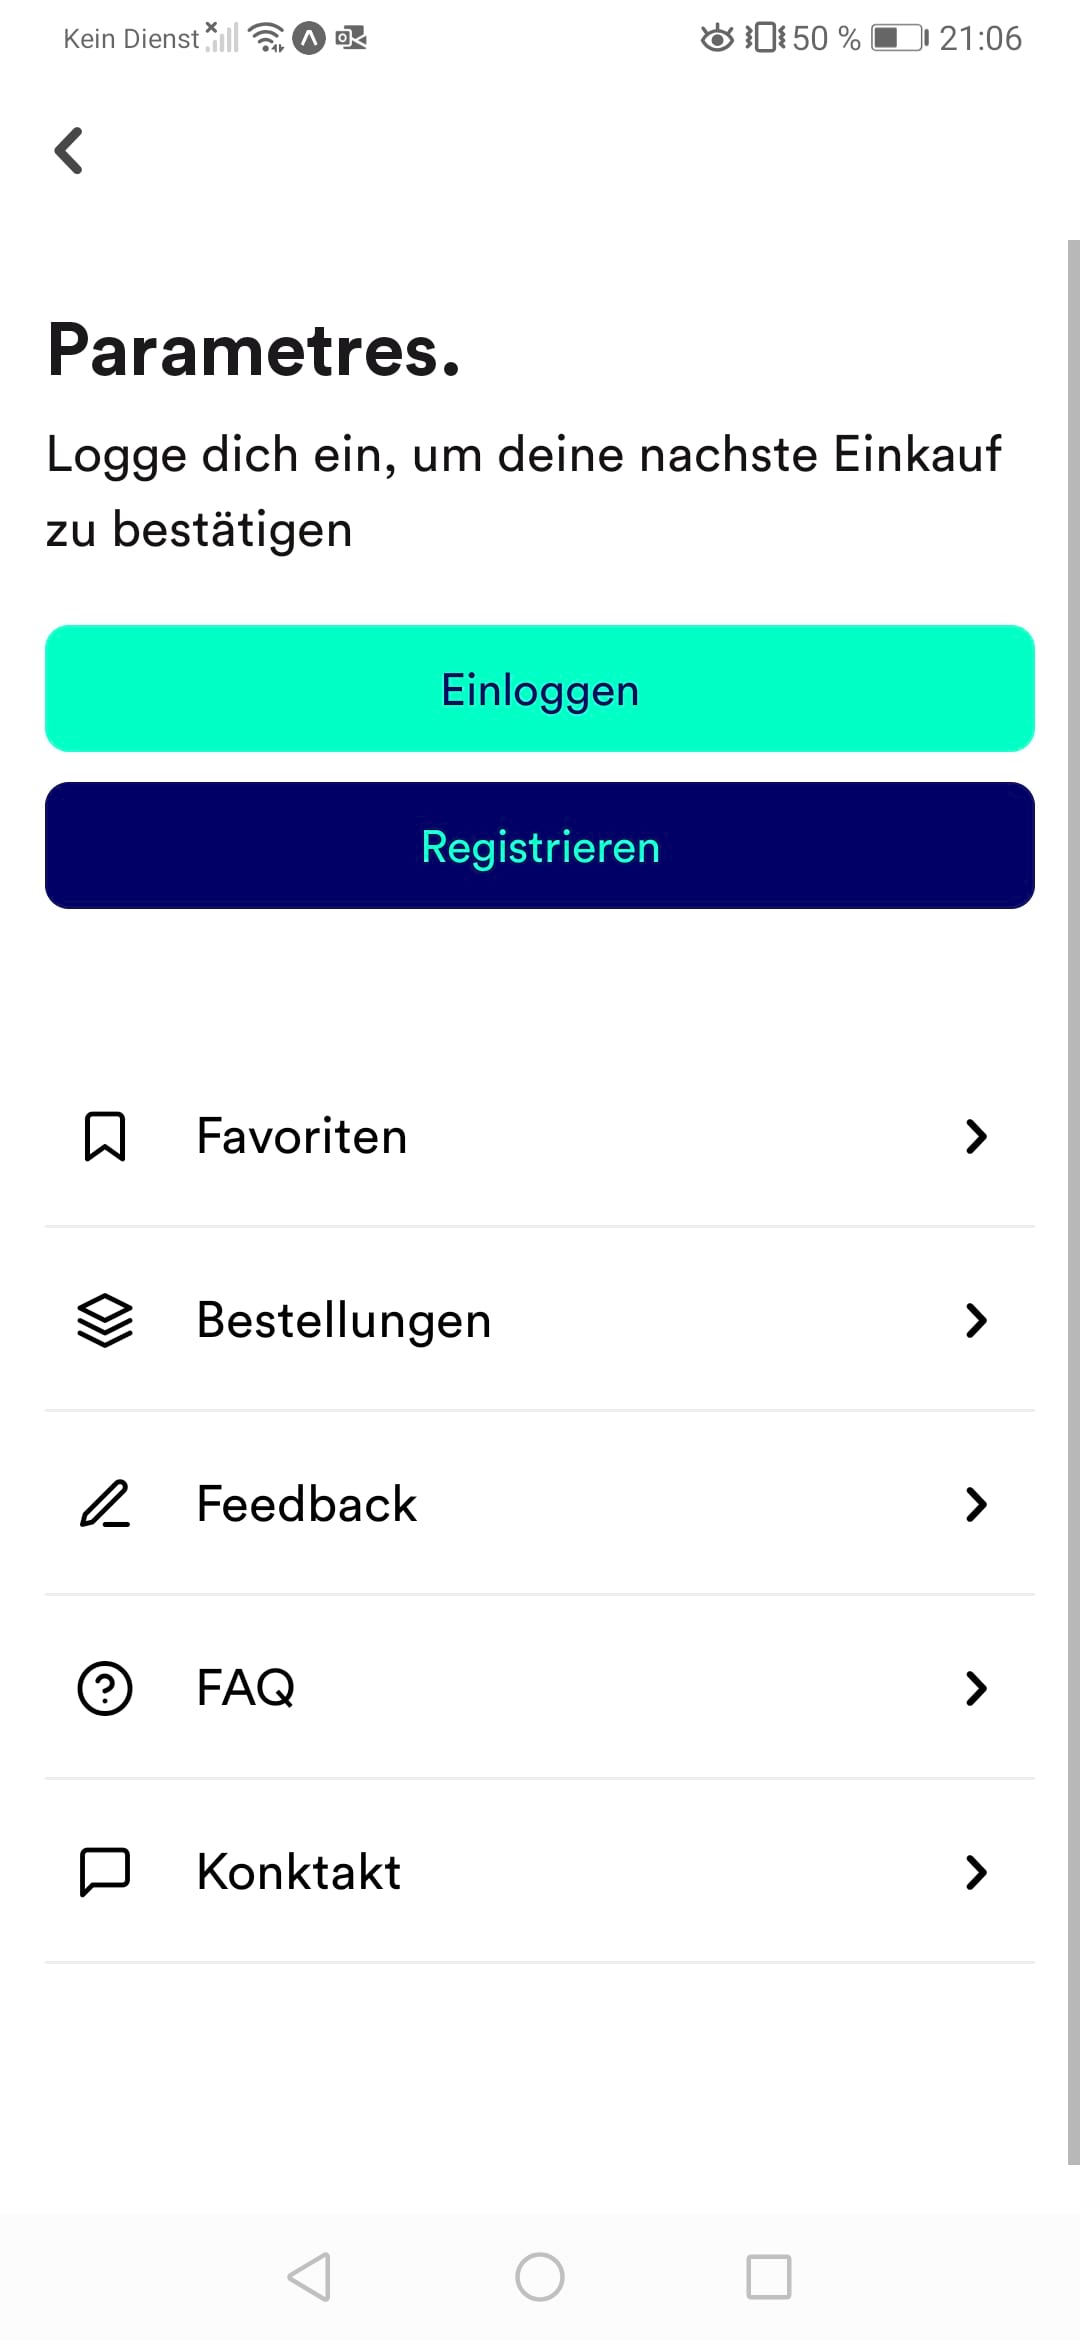 Kein Dienst 50 % 21:06
Parametres.
Logge dich ein, um deine nachste Einkauf
zu bestätigen
Einloggen
Registrieren
Favoriten
Bestellungen
Feedback
FAQ
Konktakt